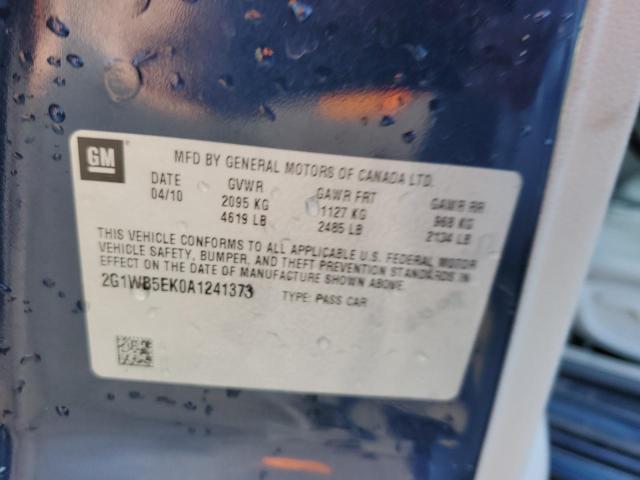 GM
MFD BY GENERAL MOTORS OF CANADA LTD.
DATE GVWR GAWR FRT GAWR RR
04/10 2095 KG 1127 KG 968 KG
4619 LB 2485 LB 2134 LB
THIS VEHICLE CONFORMS TO ALL APPLICABLE U.S. FEDERAL MOTOR
VEHICLE SAFETY, BUMPER, AND THEFT PREVENTION STANDARDS IN
EFFECT ON THE DATE OF MANUFACTURE SHOWN ABOVE.
2G1WB5EK0A1241373 TYPE: PASS CAR